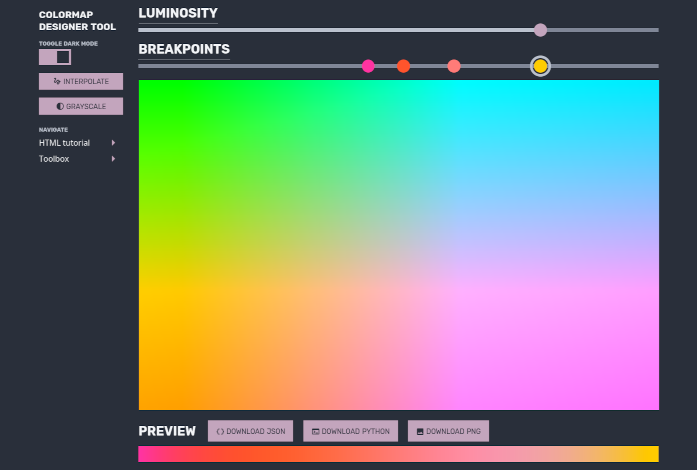 COLORMAP
DESIGNER TOOL
TOGGLE DARK MODE
INTERPOLATE
GRAYSCALE
NAVIGATE
HTML tutorial
Toolbox
LUMINOSITY
BREAKPOINTS
PREVIEW
DOWNLOAD JSON
DOWNLOAD PYTHON
DOWNLOAD PNG